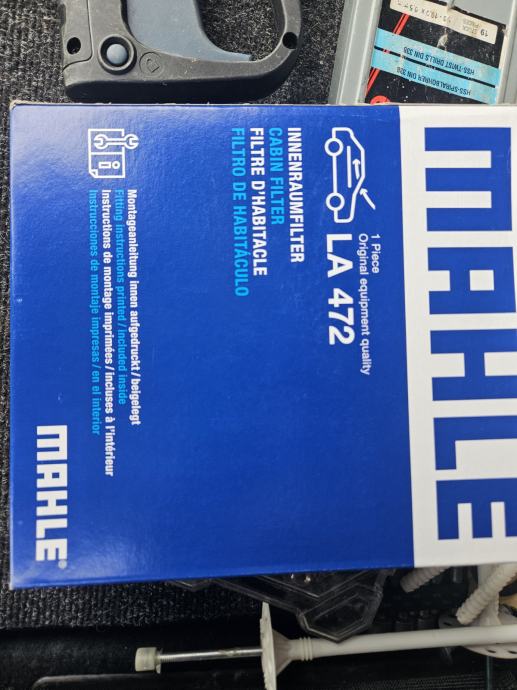 MAHLE
1 Piece
Original equipment quality
LA 472
INNENRAUMFILTER
CABIN FILTER
FILTRE D'HABITACLE
FILTRO DE HABITÁCULO
Montageanleitung innen aufgedruckt / beigelegt
Fitting instructions printed / included inside
Instructions de montage imprimées / incluses à l'intérieur
Instrucciones de montaje impresas / en el interior
i
MAHLE®
19
HSS-TWIST DRILLS DIN 338
HSS-SPIRALBOHRER DIN 338